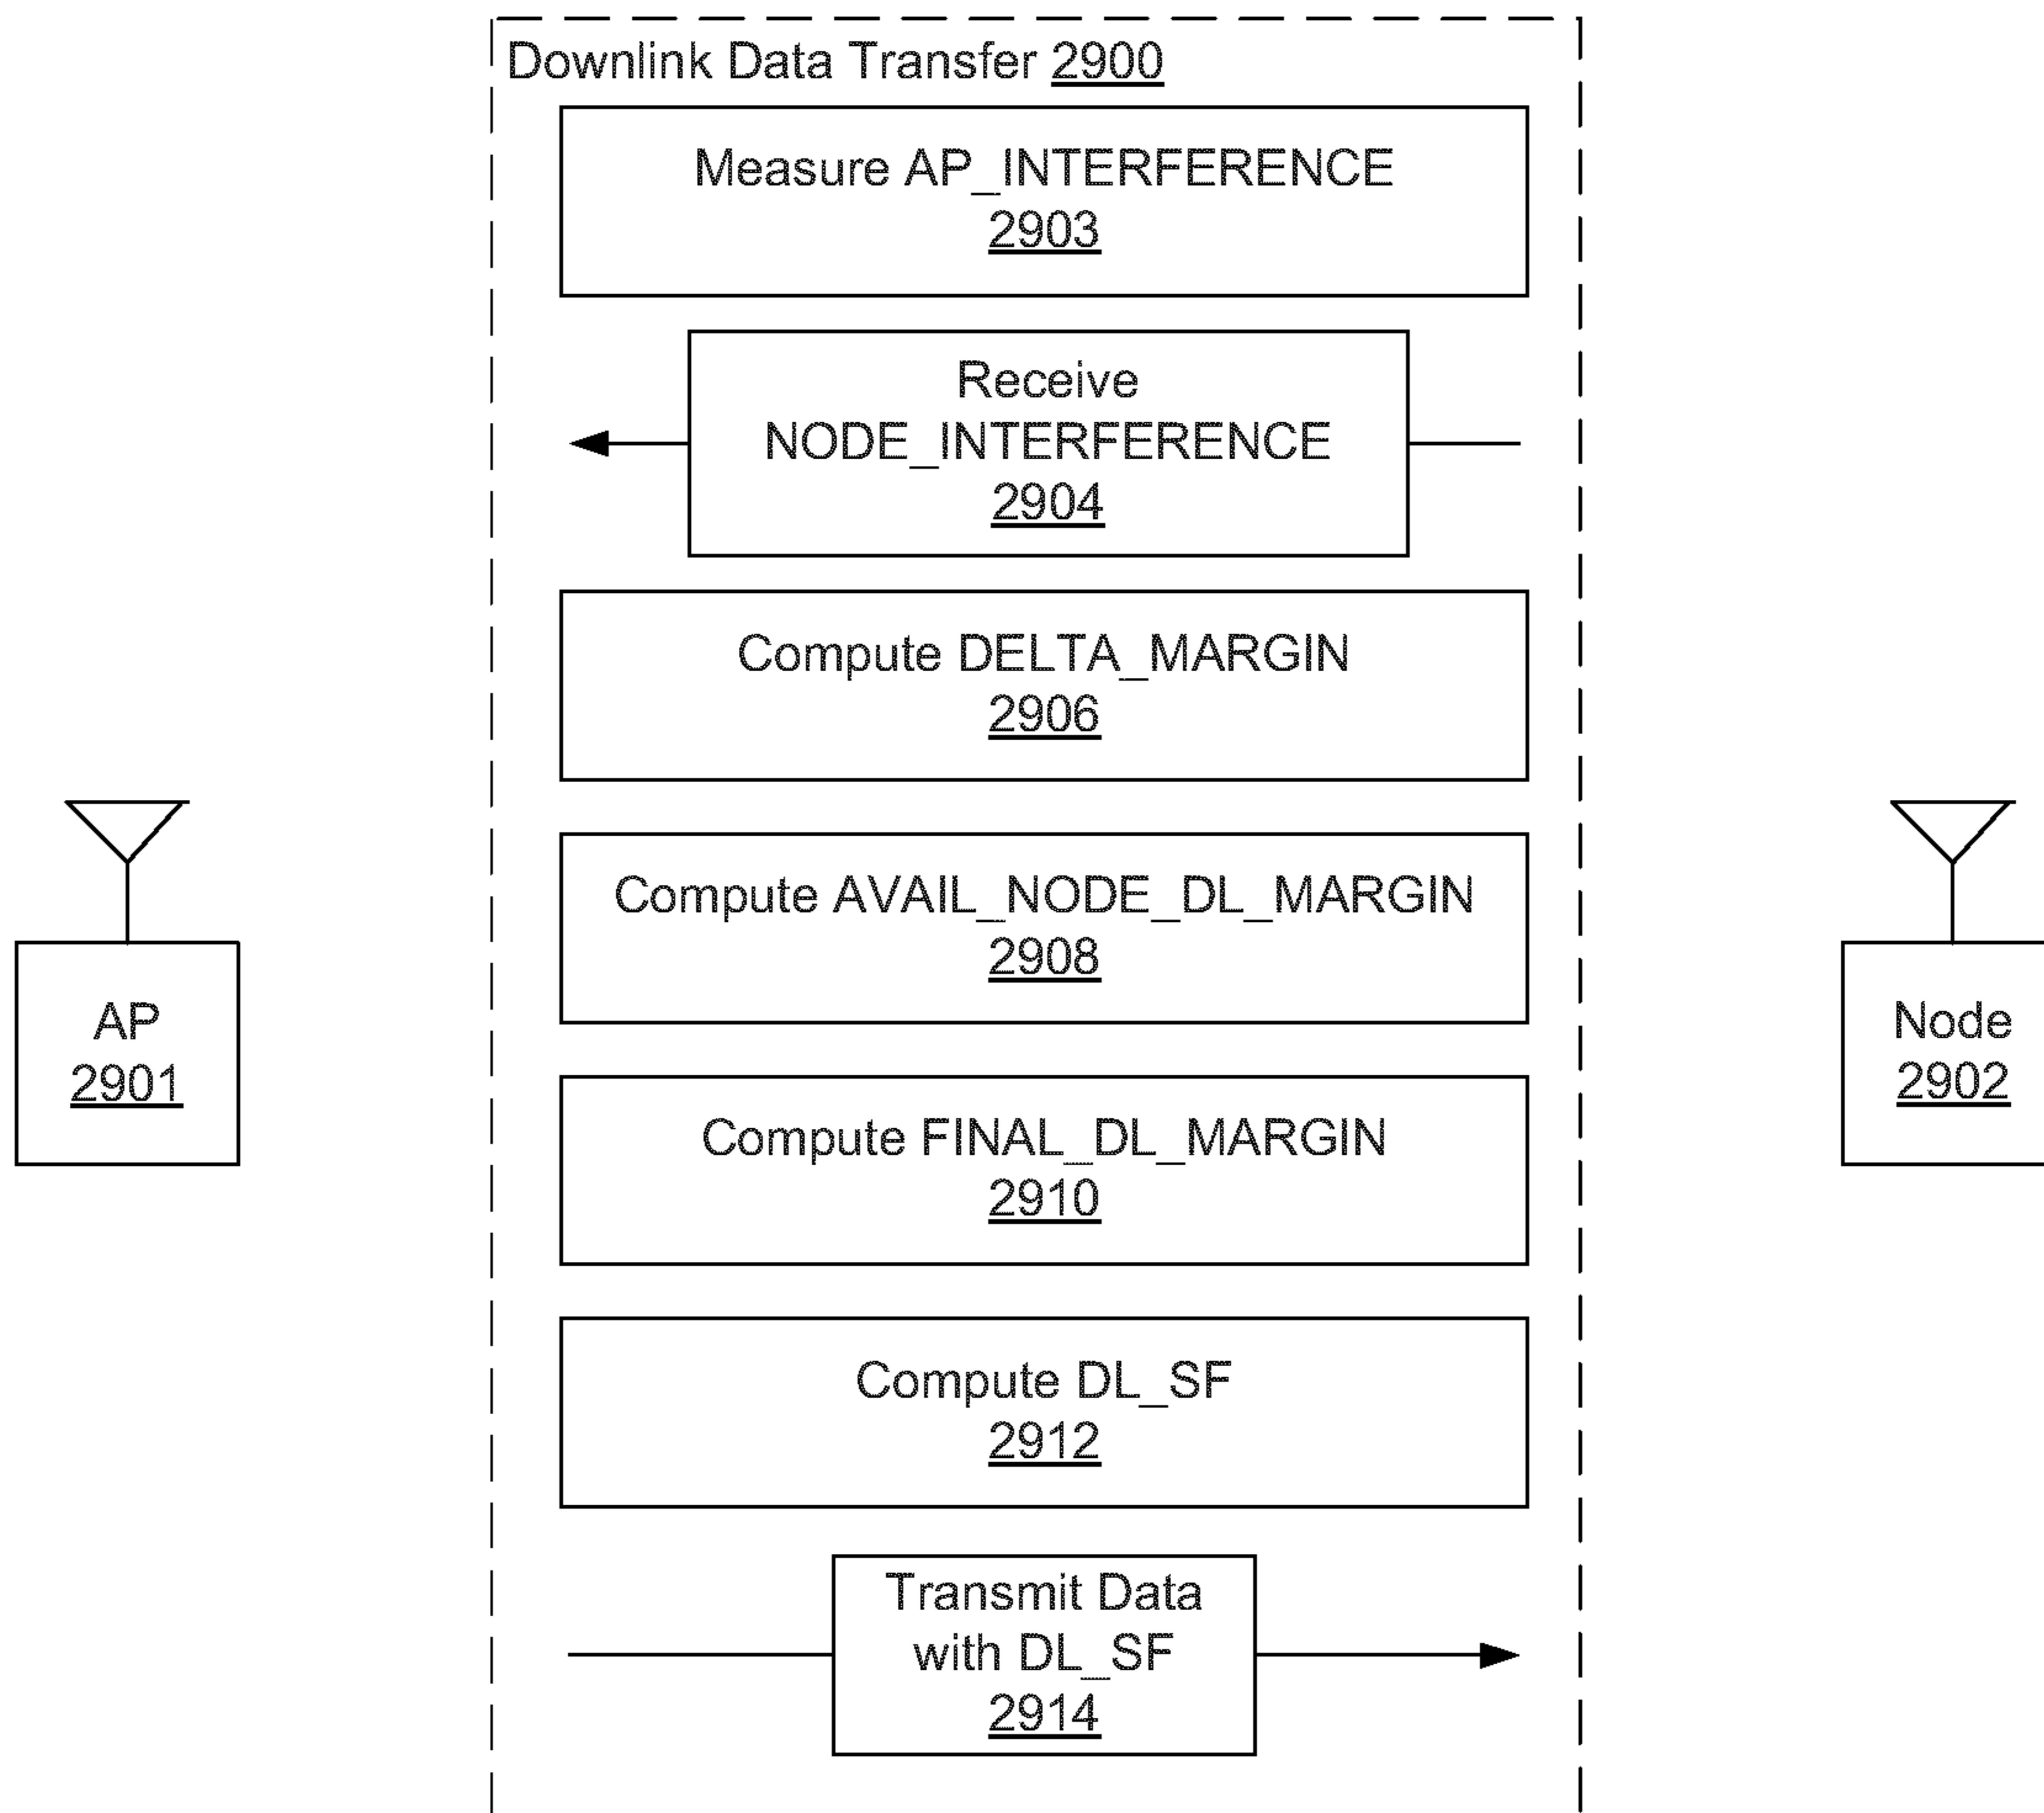 Downlink Data Transfer 2900
Measure AP_INTERFERENCE
2903
Receive
NODE_INTERFERENCE
2904
Compute DELTA_MARGIN
2906
Compute AVAIL_NODE_DL_MARGIN
2908
AP
2901
Node
2902
Compute FINAL_DL_MARGIN
2910
Compute DL_SF
2912
Transmit Data
with DL_SF
2914